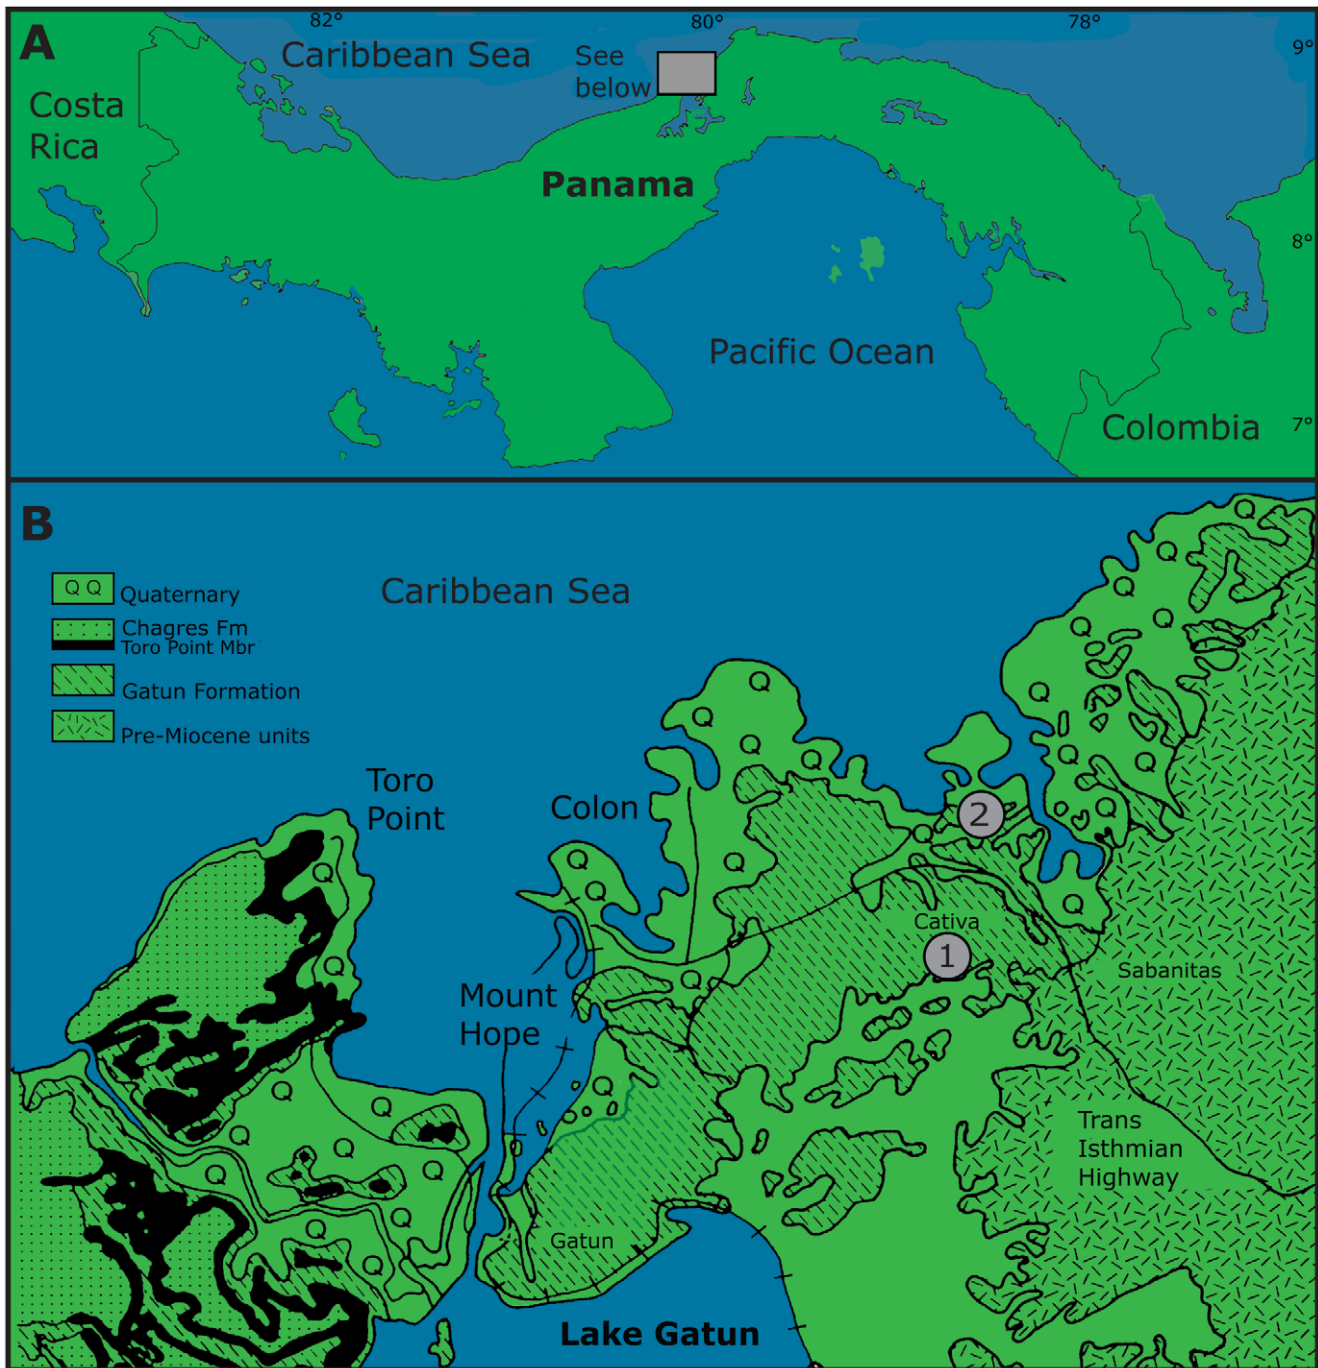 A
82°
80°
78°
9°
Caribbean Sea
See
below
Costa
Rica
Panama
8°
Pacific Ocean
Colombia
7°
B
Caribbean Sea
Q Q Quaternary
Chagres Fm
Toro Point Mbr
Gatun Formation
Pre-Miocene units
Q
Q
Q
Q
Q
Q
Q
Q
Q
Q
Q
Q
Q
Toro
Point
Colon
2
Q
Q
Q
Q
Q
Q
Q
Cativa
1
Sabanitas
Q
Q
Mount
Hope
Q
Q
Q
Q
Q
Q
Q
Q
Q
Q
Trans
Isthmian
Highway
Gatun
Lake Gatun